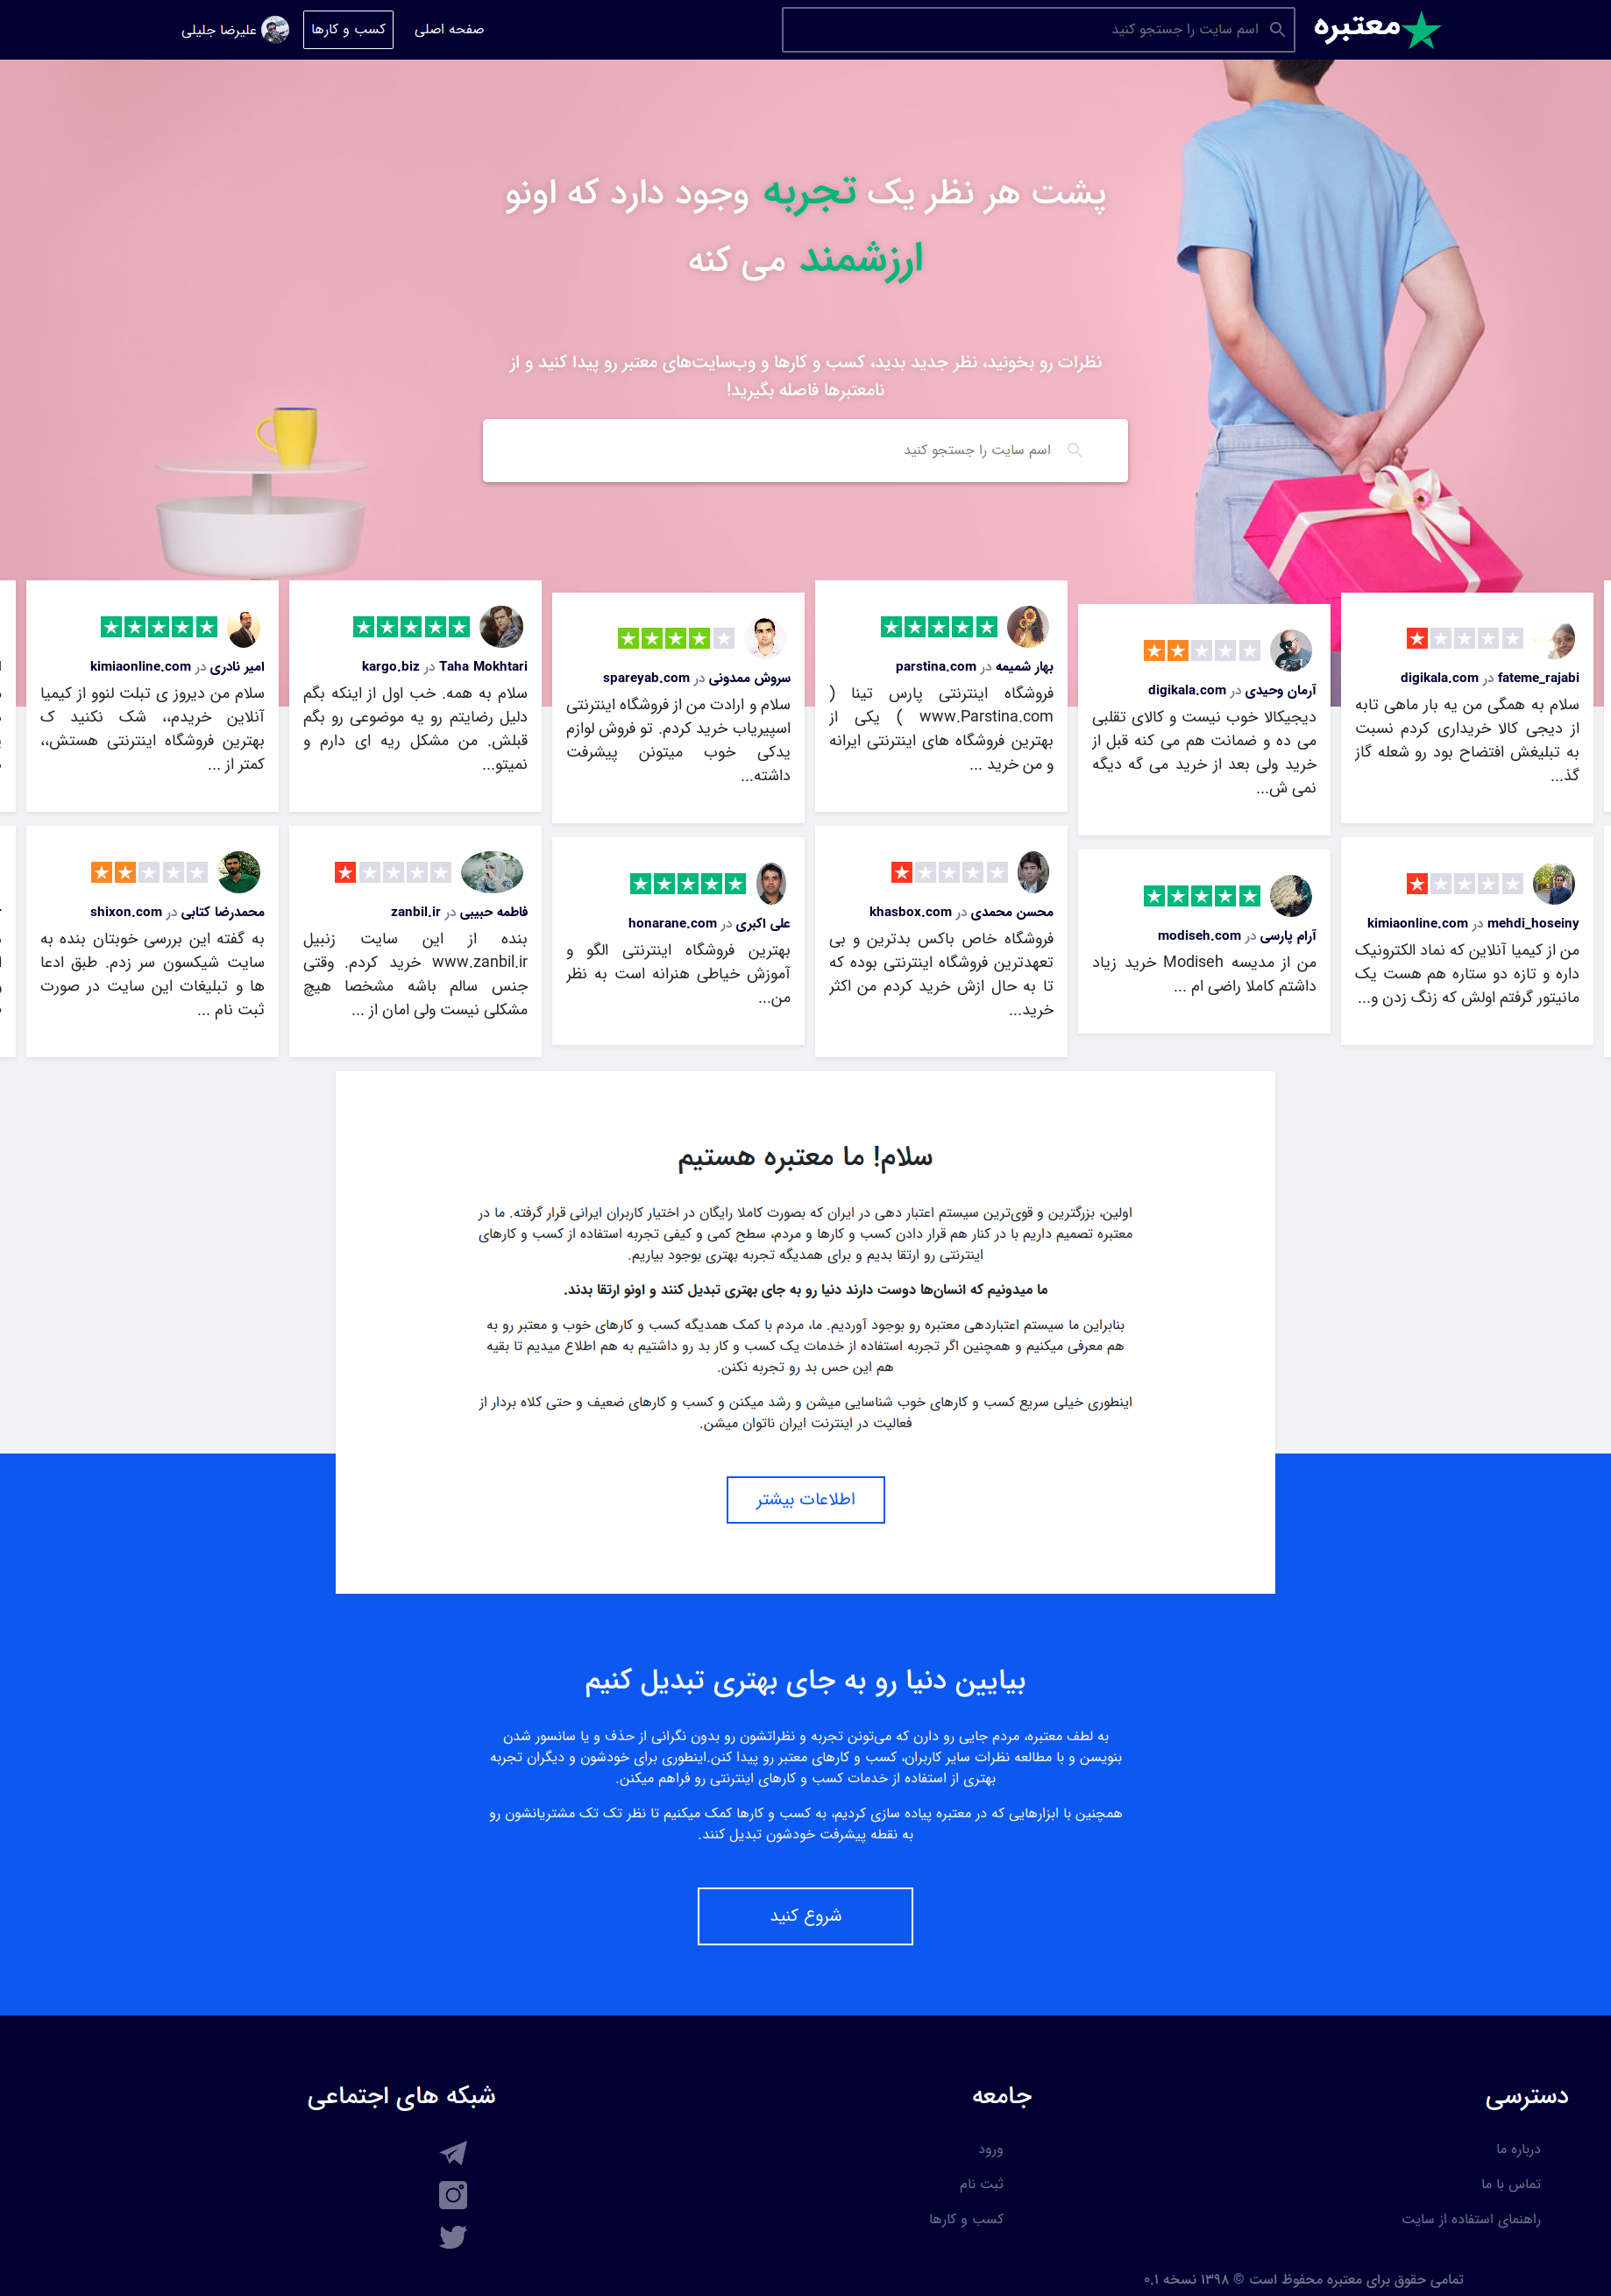 معتبره
اسم سایت را جستجو کنید
صفحه اصلی
کسب و کارها
علیرضا جلیلی
پشت هر نظر یک تجربه وجود دارد که اونو
ارزشمند می کنه
نظرات رو بخونید، نظر جدید بدید، کسب و کارها و وب‌سایت‌های معتبر رو پیدا کنید و از
نامعتبرها فاصله بگیرید!
اسم سایت را جستجو کنید
fateme_rajabi در digikala.com
سلام به همگی من یه بار ماهی تابه
از دیجی کالا خریداری کردم نسبت
به تبلیغش افتضاح بود رو شعله گاز
گذ...
آرمان وحیدی در digikala.com
دیجیکالا خوب نیست و کالای تقلبی
می ده و ضمانت هم می کنه قبل از
خرید ولی بعد از خرید می گه دیگه
نمی ش...
بهار شمیمه در parstina.com
فروشگاه اینترنتی پارس تینا (
www.Parstina.com ) یکی از
بهترین فروشگاه های اینترنتی ایرانه
و من خرید ...
سروش ممدونی در spareyab.com
سلام و ارادت من از فروشگاه اینترنتی
اسپیریاب خرید کردم. تو فروش لوازم
یدکی خوب میتونن پیشرفت
داشته...
Taha Mokhtari در kargo.biz
سلام به همه. خب اول از اینکه بگم
دلیل رضایتم رو یه موضوعی رو بگم
قبلش. من مشکل ریه ای دارم و
نمیتو...
امیر نادری در kimiaonline.com
سلام من دیروز ی تبلت لنوو از کیمیا
آنلاین خریدم،، شک نکنید ک
بهترین فروشگاه اینترنتی هستش،،
کمتر از ...
mehdi_hoseiny در kimiaonline.com
من از کیمیا آنلاین که نماد الکترونیک
داره و تازه دو ستاره هم هست یک
مانیتور گرفتم اولش که زنگ زدن و...
آرام پارسی در modiseh.com
من از مدیسه Modiseh خرید زیاد
داشتم کاملا راضی ام ...
محسن محمدی در khasbox.com
فروشگاه خاص باکس بدترین و بی
تعهدترین فروشگاه اینترنتی بوده که
تا به حال ازش خرید کردم من اکثر
خرید...
علی اکبری در honarane.com
بهترین فروشگاه اینترنتی الگو و
آموزش خیاطی هنرانه است به نظر
من...
فاطمه حبیبی در zanbil.ir
بنده از این سایت زنبیل
www.zanbil.ir خرید کردم. وقتی
جنس سالم باشه مشخصا هیچ
مشکلی نیست ولی امان از ...
محمدرضا کتابی در shixon.com
به گفته این بررسی خوبتان بنده به
سایت شیکسون سر زدم. طبق ادعا
ها و تبلیغات این سایت در صورت
ثبت نام ...
سلام! ما معتبره هستیم
اولین، بزرگترین و قوی‌ترین سیستم اعتبار دهی در ایران که بصورت کاملا رایگان در اختیار کاربران ایرانی قرار گرفته. ما در
معتبره تصمیم داریم با در کنار هم قرار دادن کسب و کارها و مردم، سطح کمی و کیفی تجربه استفاده از کسب و کارهای
اینترنتی رو ارتقا بدیم و برای همدیگه تجربه بهتری بوجود بیاریم.
ما میدونیم که انسان‌ها دوست دارند دنیا رو به جای بهتری تبدیل کنند و اونو ارتقا بدند.
بنابراین ما سیستم اعتباردهی معتبره رو بوجود آوردیم. ما، مردم با کمک همدیگه کسب و کارهای خوب و معتبر رو به
هم معرفی میکنیم و همچنین اگر تجربه استفاده از خدمات یک کسب و کار بد رو داشتیم به هم اطلاع میدیم تا بقیه
هم این حس بد رو تجربه نکنن.
اینطوری خیلی سریع کسب و کارهای خوب شناسایی میشن و رشد میکنن و کسب و کارهای ضعیف و حتی کلاه بردار از
فعالیت در اینترنت ایران ناتوان میشن.
اطلاعات بیشتر
بیایین دنیا رو به جای بهتری تبدیل کنیم
به لطف معتبره، مردم جایی رو دارن که می‌تونن تجربه و نظراتشون رو بدون نگرانی از حذف و یا سانسور شدن
بنویسن و با مطالعه نظرات سایر کاربران، کسب و کارهای معتبر رو پیدا کنن.اینطوری برای خودشون و دیگران تجربه
بهتری از استفاده از خدمات کسب و کارهای اینترنتی رو فراهم میکنن.
همچنین با ابزارهایی که در معتبره پیاده سازی کردیم، به کسب و کارها کمک میکنیم تا نظر تک تک مشتریانشون رو
به نقطه پیشرفت خودشون تبدیل کنند.
شروع کنید
دسترسی
درباره ما
تماس با ما
راهنمای استفاده از سایت
جامعه
ورود
ثبت نام
کسب و کارها
شبکه های اجتماعی
تمامی حقوق برای معتبره محفوظ است © ۱۳۹۸ نسخه ۰.۱